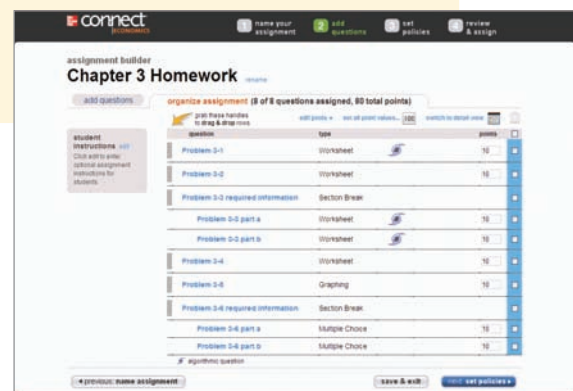 connect
ECONOMICS
1 name your assignment
2 add questions
3 set policies
4 review & assign
assignment builder
Chapter 3 Homework rename
add questions
organize assignment (8 of 8 questions assigned, 80 total points)
grab these handles to drag & drop rows
edit posts
set all point values... 100
switch to detail view
student instructions edit
Click edit to enter optional assignment instructions for students.
question type points
Problem 3-1 Worksheet 10
Problem 3-2 Worksheet 10
Problem 3-3 required information Section Break
Problem 3-3 part a Worksheet 10
Problem 3-3 part b Worksheet 10
Problem 3-4 Worksheet 10
Problem 3-5 Graphing 10
Problem 3-6 required information Section Break
Problem 3-6 part a Multiple Choice 10
Problem 3-6 part b Multiple Choice 10
algorithmic question
previous: name assignment
save & exit
next: set policies